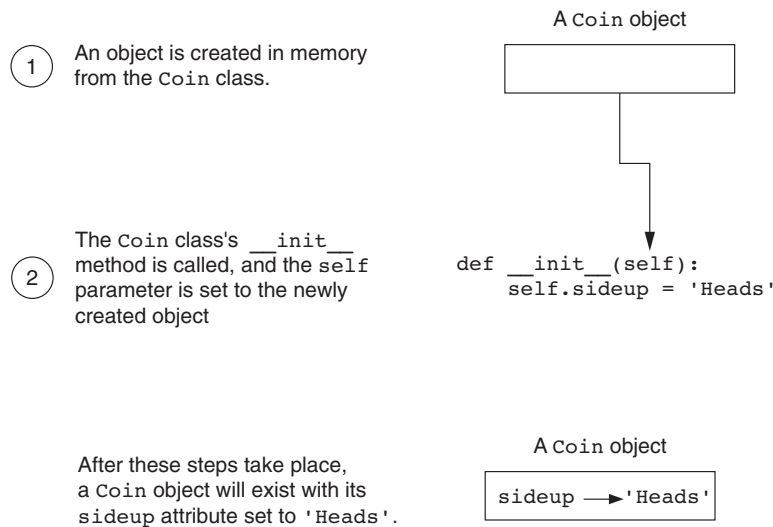 A Coin object
1
An object is created in memory
from the Coin class.
2
The Coin class's __init__
method is called, and the self
parameter is set to the newly
created object
def __init__(self):
self.sideup = 'Heads'
After these steps take place,
a Coin object will exist with its
sideup attribute set to 'Heads'.
A Coin object
sideup → 'Heads'